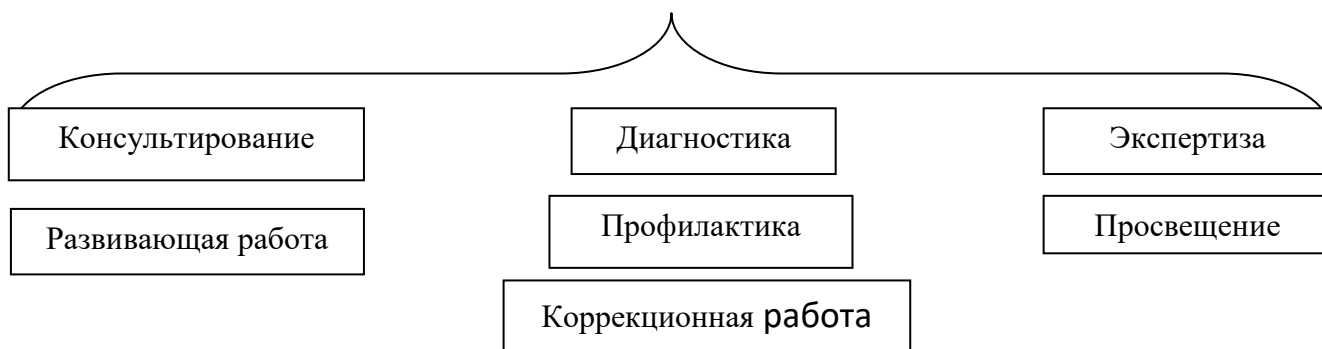 Консультирование
Диагностика
Экспертиза
Развивающая работа
Профилактика
Просвещение
Коррекционная работа